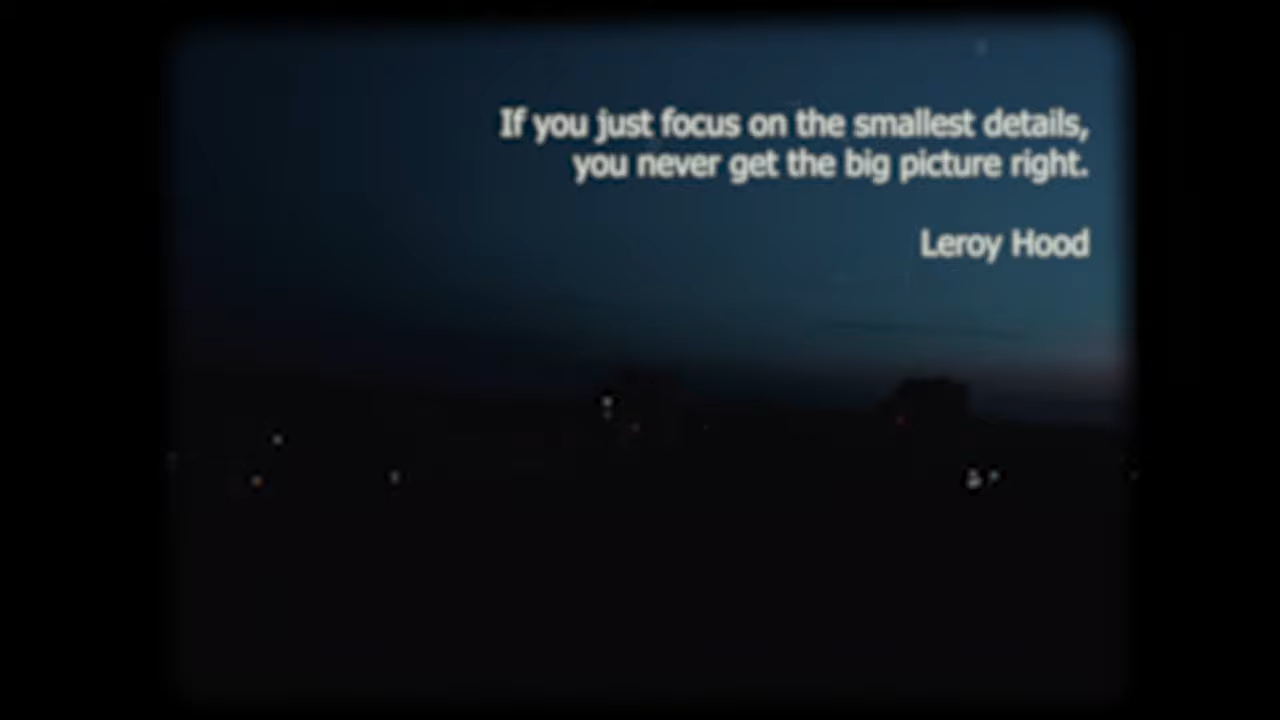 If you just focus on the smallest details,
you never get the big picture right.
Leroy Hood